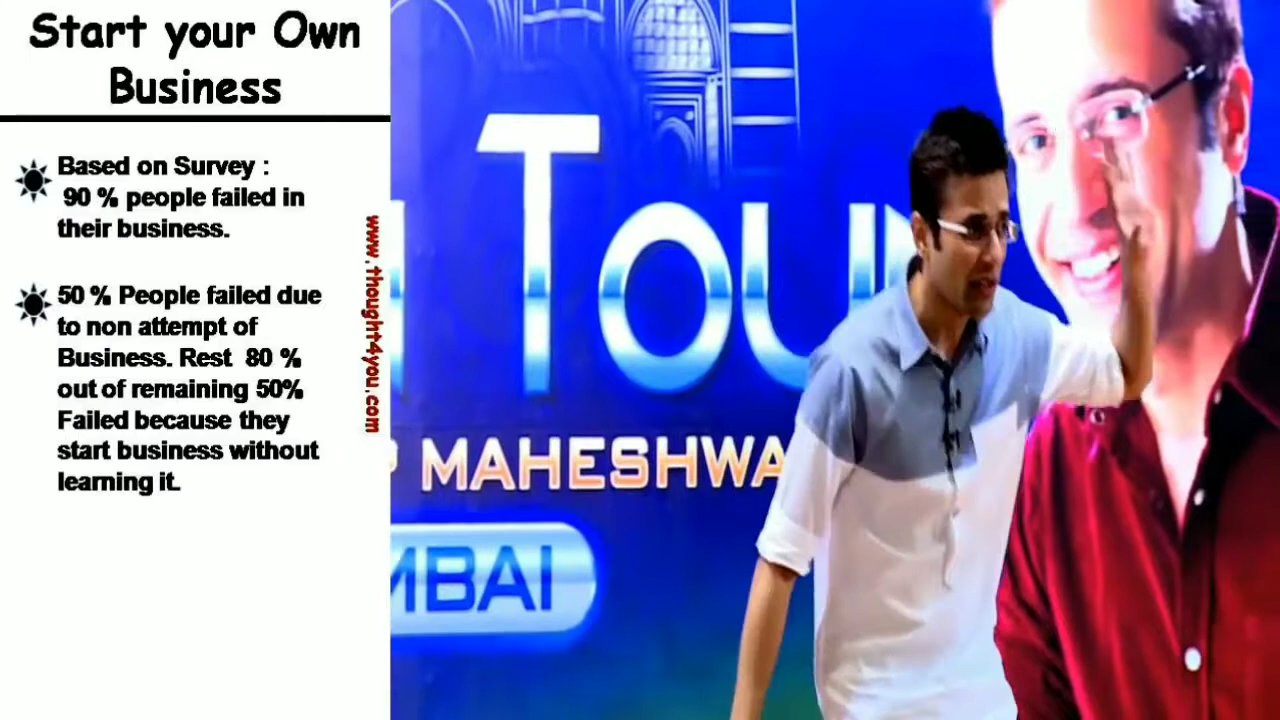 Start your Own
Business
Based on Survey :
90 % people failed in
their business.
50 % People failed due
to non attempt of
Business. Rest 80 %
out of remaining 50%
Failed because they
start business without
learning it.
www.thought4you.com
Tou
P MAHESHWA
MBAI